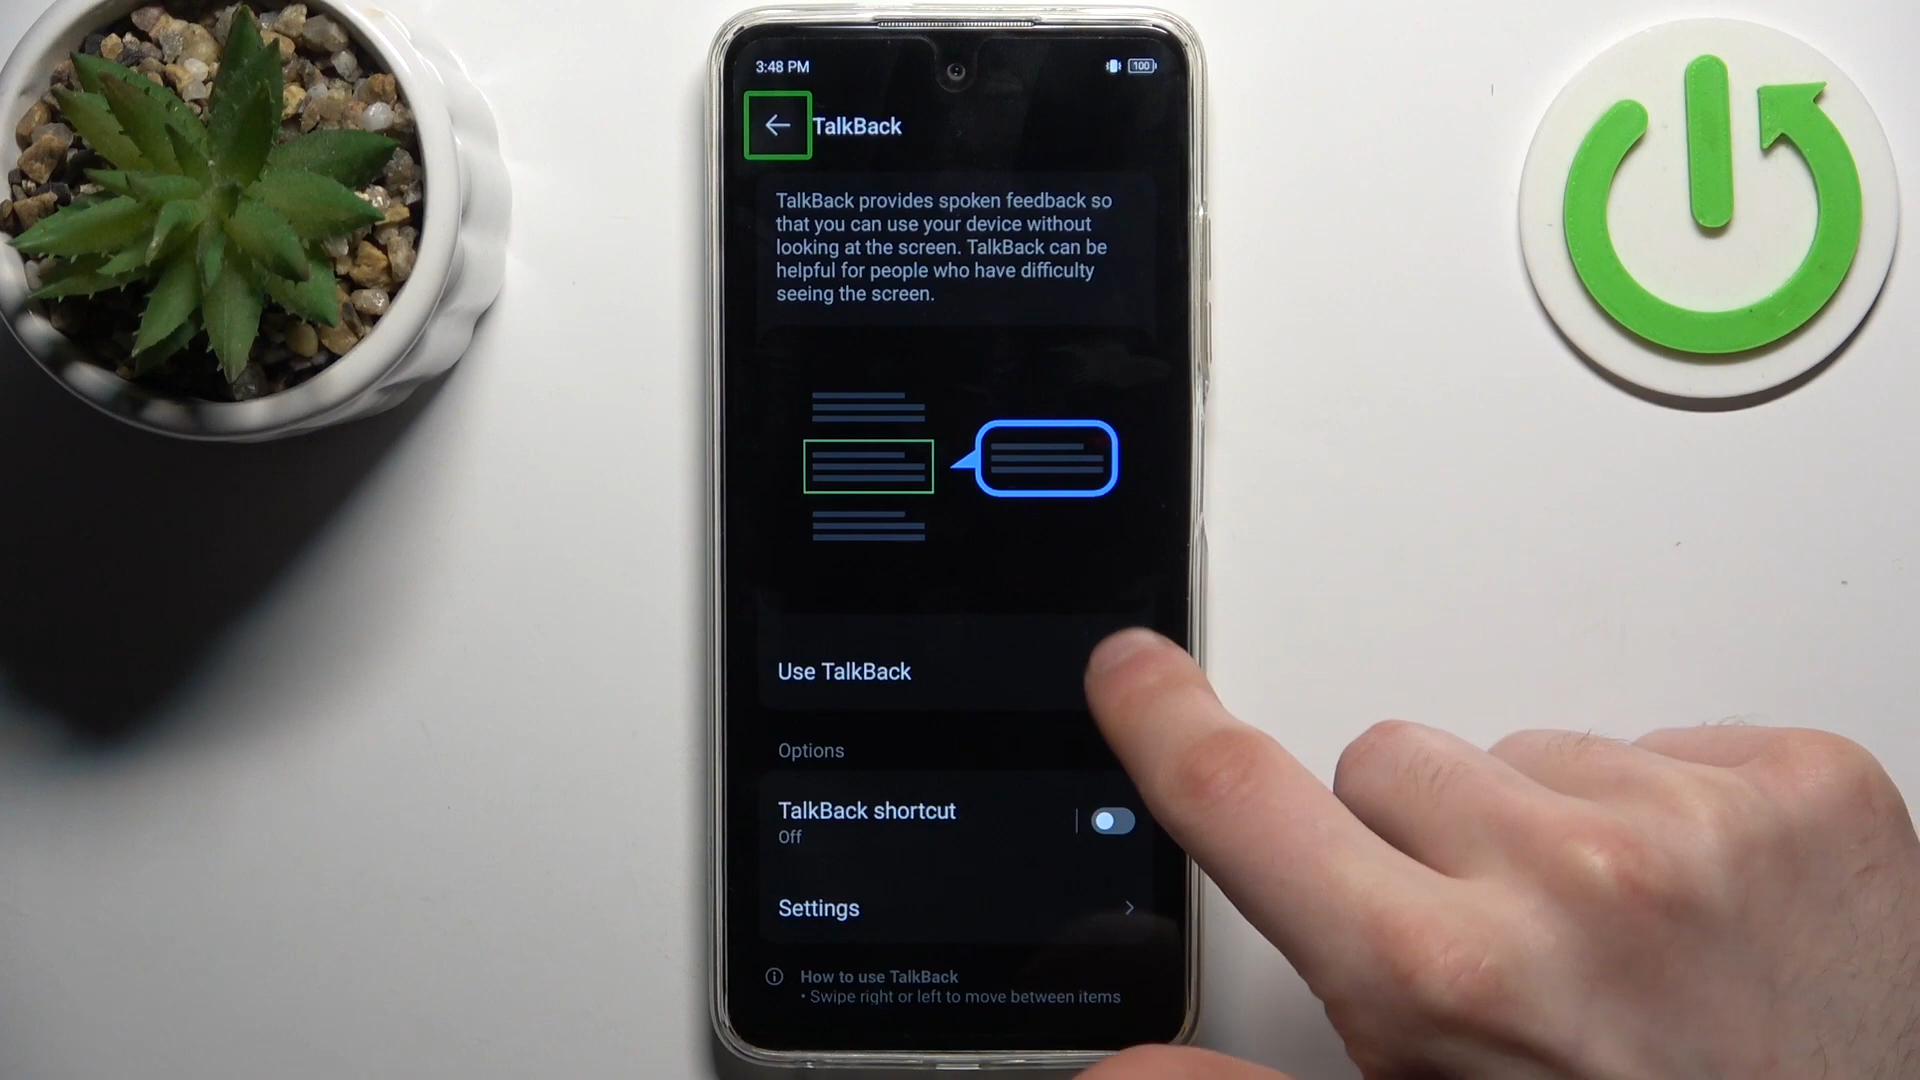 3:48 PM
100
TalkBack
TalkBack provides spoken feedback so
that you can use your device without
looking at the screen. TalkBack can be
helpful for people who have difficulty
seeing the screen.
Use TalkBack
Options
TalkBack shortcut
Off
Settings
How to use TalkBack
• Swipe right or left to move between items